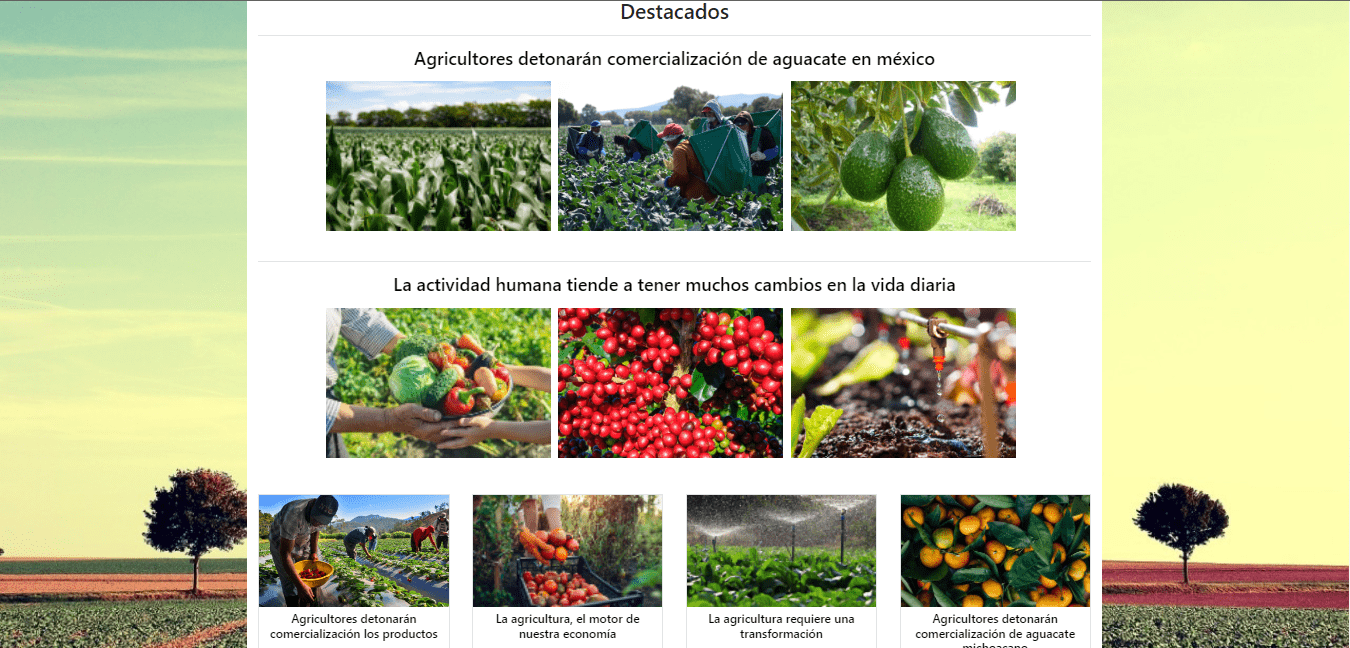 Destacados
Agricultores detonarán comercialización de aguacate en méxico
La actividad humana tiende a tener muchos cambios en la vida diaria
Agricultores detonarán
comercialización los productos
La agricultura, el motor de
nuestra economía
La agricultura requiere una
transformación
Agricultores detonarán
comercialización de aguacate
michoacano